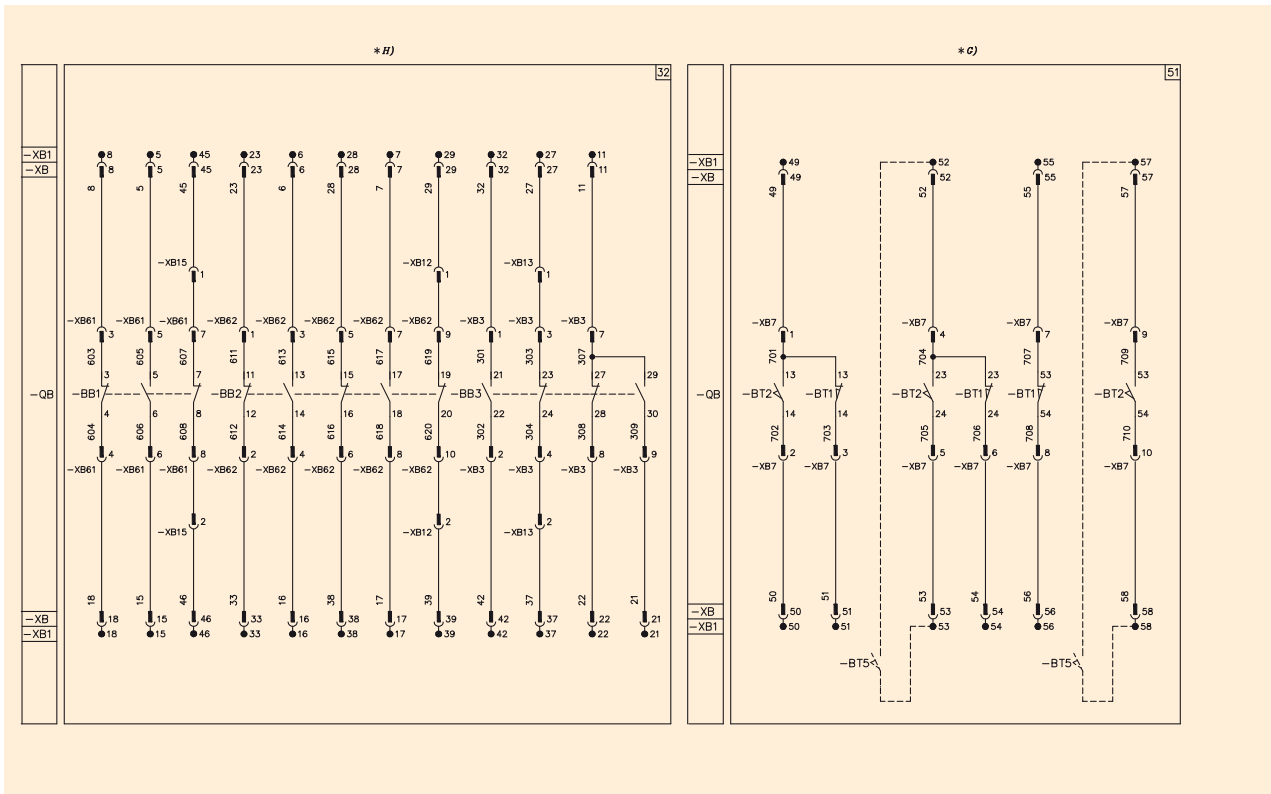 *H) *G)
32 51
-XB1 8 5 45 23 6 28 7 29 32 27 11
-XB 8 5 45 23 6 28 7 29 32 27 11
-XB1 49 52 55 57
-XB 49 52 55 57
8 5 45 23 6 28 7 29 32 27 11
49 52 55 57
-XB15 1 -XB12 1 -XB13 1
-XB61 -XB61 -XB61 -XB62 -XB62 -XB62 -XB62 -XB62 -XB3 -XB3 -XB3
3 5 7 1 3 5 7 9 1 3 7
-XB7 -XB7 -XB7 -XB7
1 4 7 9
603 605 607 611 613 615 617 619 301 303 307
701 704 707 709
3 5 7 11 13 15 17 19 21 23 27 29
13 13 23 23 53 53
-QB -BB1 -BB2 -BB3
-QB -BT2 -BT1 -BT2 -BT1 -BT1 -BT2
4 6 8 12 14 16 18 20 22 24 28 30
14 14 24 24 54 54
604 606 608 612 614 616 618 620 302 304 308 309
702 703 705 706 708 710
4 6 8 2 4 6 8 10 2 4 8 9
2 3 5 6 8 10
-XB61 -XB61 -XB61 -XB62 -XB62 -XB62 -XB62 -XB62 -XB3 -XB3 -XB3 -XB3
-XB7 -XB7 -XB7 -XB7 -XB7 -XB7
-XB15 2 -XB12 2 -XB13 2
18 15 46 33 16 38 17 39 42 37 22 21
50 51 53 54 56 58
-XB 18 15 46 33 16 38 17 39 42 37 22 21
-XB1 18 15 46 33 16 38 17 39 42 37 22 21
-XB 50 51 53 54 56 58
-XB1 50 51 53 54 56 58
-BT5 -BT5